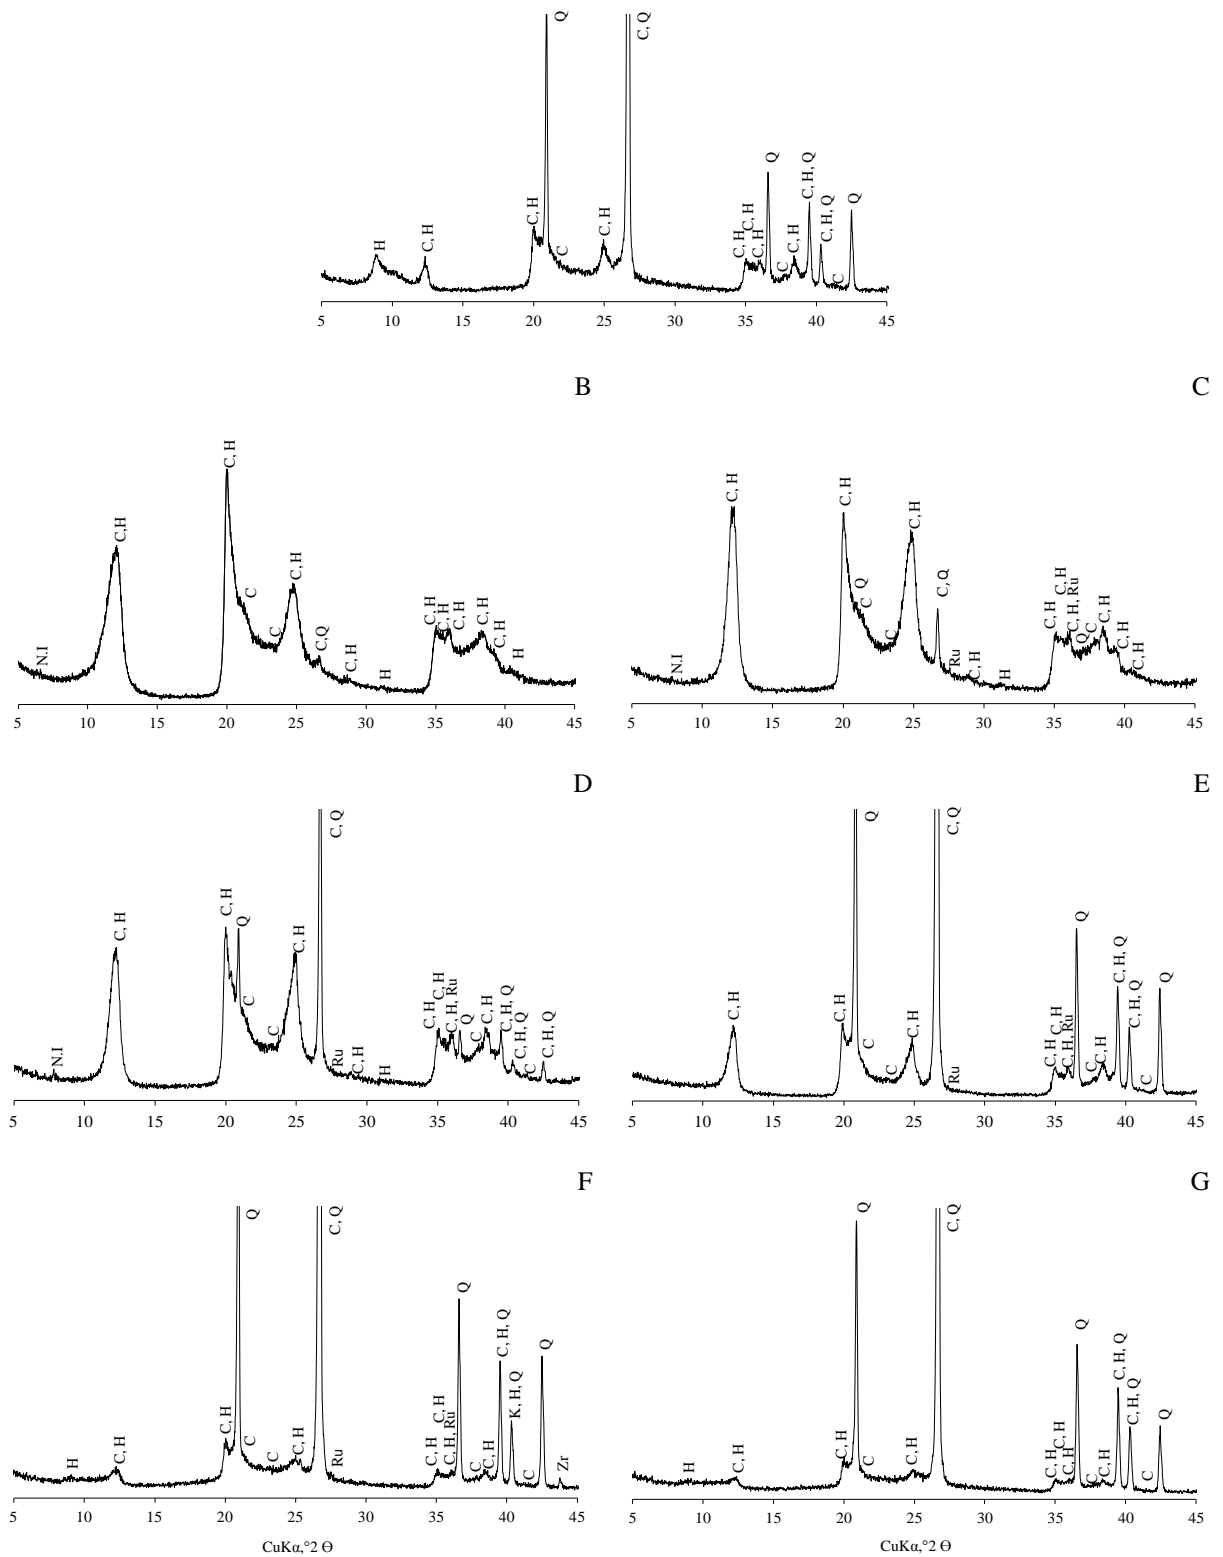 H
C, H
C, H
Q
C
C, H
C, Q
C, H
C, H
C, H
Q
C
C, H
C, H, Q
C, H, Q
C
Q
5 10 15 20 25 30 35 40 45
B
N.I
C,H
C, H
C
C
C, H
C,Q
C, H
H
C, H
C, H
C, H
C, H
C, H
H
5 10 15 20 25 30 35 40 45
C
N.I
C, H
C, H
C Q
C
C, H
C, Q
Ru
C, H
H
C, H
C, H
C, H, Ru
Q
C
C, H
C, H
C, H
5 10 15 20 25 30 35 40 45
D
N.I
C, H
C, H
Q
C
C
C, H
C, Q
Ru
C, H
H
C, H
C, H
C, H, Ru
Q
C
C, H
C, H, Q
C, H, Q
C
C, H, Q
5 10 15 20 25 30 35 40 45
E
C, H
C, H
Q
C
C
C, H
C, Q
Ru
C, H
C, H
C, H, Ru
Q
C
C, H
C, H, Q
C, H, Q
C
Q
5 10 15 20 25 30 35 40 45
F
H
C, H
C, H
Q
C
C
C, H
C, Q
Ru
C, H
C, H
C, H, Ru
Q
C
C, H
C, H, Q
K, H, Q
C
Q
Zr
5 10 15 20 25 30 35 40 45
CuKα,°2 Ө
G
H
C, H
C, H
Q
C
C, H
C, Q
C, H
C, H
C, H
Q
C
C, H
C, H, Q
C, H, Q
C
Q
5 10 15 20 25 30 35 40 45
CuKα,°2 Ө